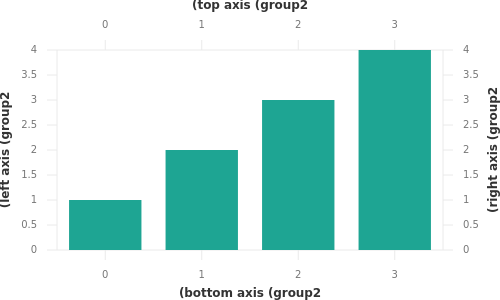 (top axis (group2
0 1 2 3
4 4
3.5 3.5
3 3
2.5 2.5
2 2
1.5 1.5
1 1
0.5 0.5
0 0
(left axis (group2
(right axis (group2
0 1 2 3
(bottom axis (group2